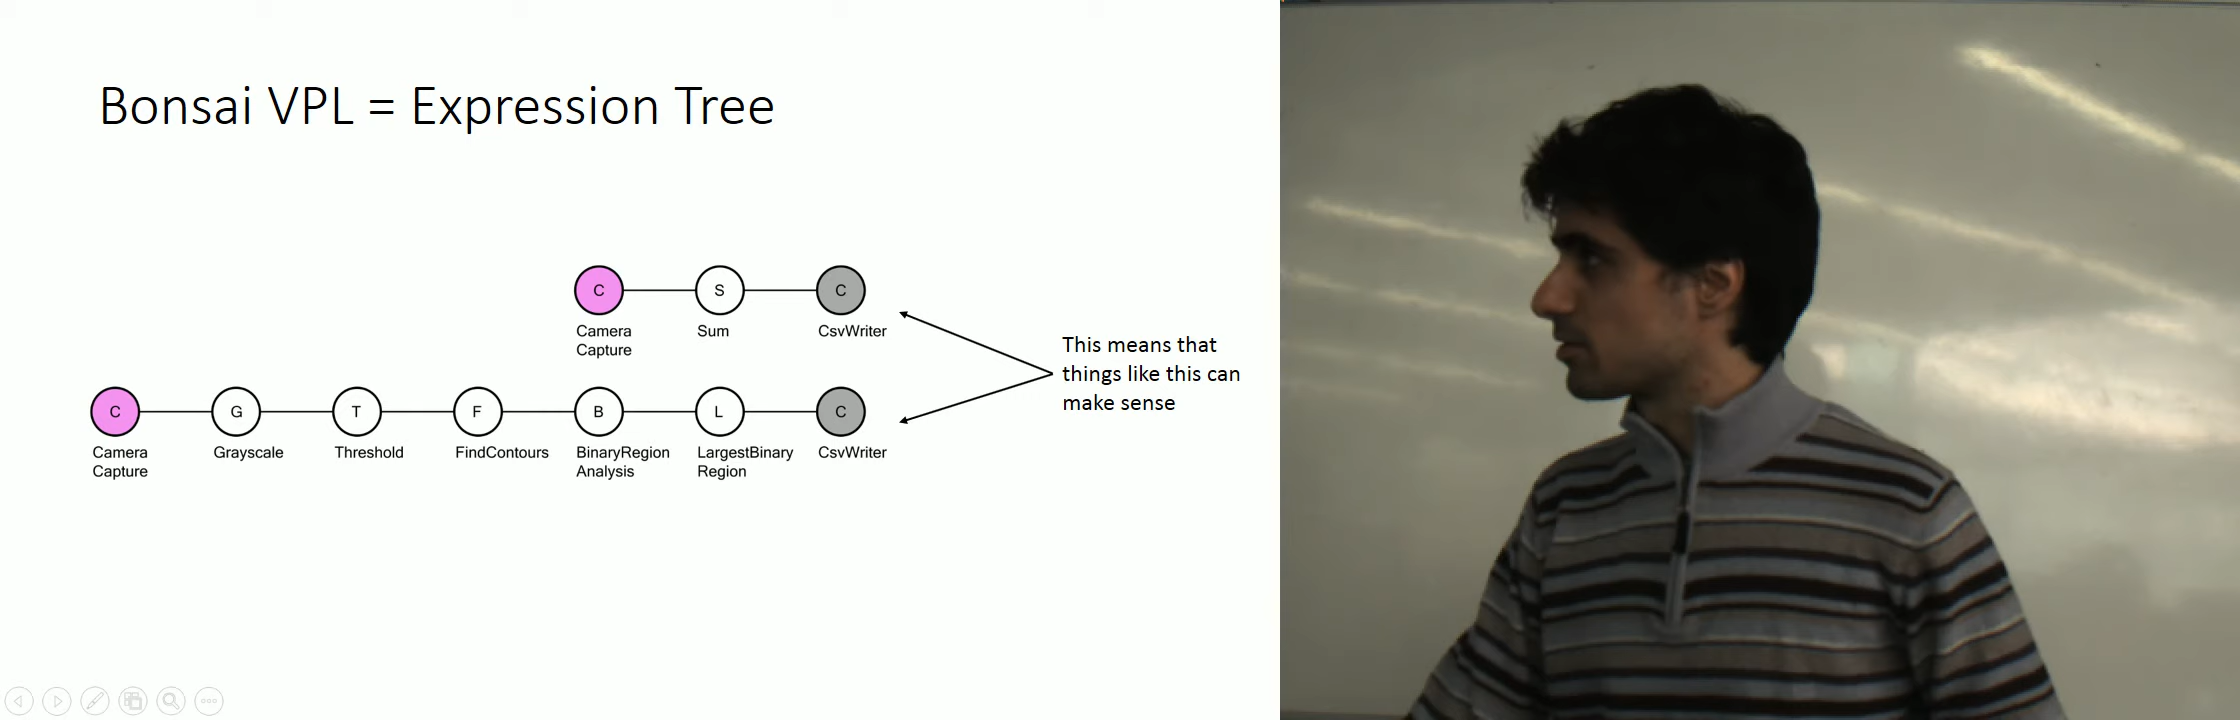 Bonsai VPL = Expression Tree
C
S
C
Camera
Capture
Sum
CsvWriter
This means that
things like this can
make sense
C
G
T
F
B
L
C
Camera
Capture
Grayscale
Threshold
FindContours
BinaryRegion
Analysis
LargestBinary
Region
CsvWriter